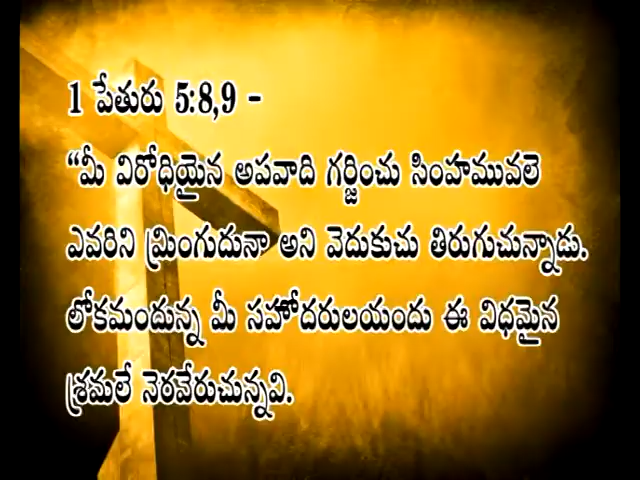 1 పేతురు 5:8,9 -
“మీ విరోధియైన అపవాది గర్జించు సింహమువలె
ఎవరిని మ్రింగుదునా అని వెదుకుచు తిరుగుచున్నాడు.
లోకమందున్న మీ సహోదరులయందు ఈ విధమైన
శ్రమలే నెరవేరుచున్నవి.